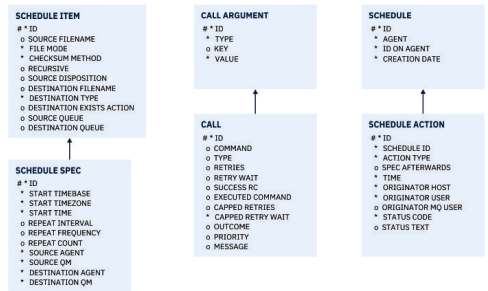 SCHEDULE ITEM
# * ID
o SOURCE FILENAME
* FILE MODE
* CHECKSUM METHOD
o RECURSIVE
o SOURCE DISPOSITION
o DESTINATION FILENAME
* DESTINATION TYPE
o DESTINATION EXISTS ACTION
o SOURCE QUEUE
o DESTINATION QUEUE
SCHEDULE SPEC
# * ID
* START TIMEBASE
* START TIMEZONE
* START TIME
o REPEAT INTERVAL
o REPEAT FREQUENCY
o REPEAT COUNT
* SOURCE AGENT
* SOURCE QM
* DESTINATION AGENT
* DESTINATION QM
CALL ARGUMENT
# * ID
* TYPE
o KEY
* VALUE
CALL
# * ID
o COMMAND
o TYPE
o RETRIES
o RETRY WAIT
o SUCCESS RC
o EXECUTED COMMAND
o CAPPED RETRIES
* CAPPED RETRY WAIT
o OUTCOME
o PRIORITY
o MESSAGE
SCHEDULE
# * ID
* AGENT
* ID ON AGENT
* CREATION DATE
SCHEDULE ACTION
# * ID
* SCHEDULE ID
* ACTION TYPE
o SPEC AFTERWARDS
* TIME
* ORIGINATOR HOST
* ORIGINATOR USER
o ORIGINATOR MQ USER
* STATUS CODE
o STATUS TEXT